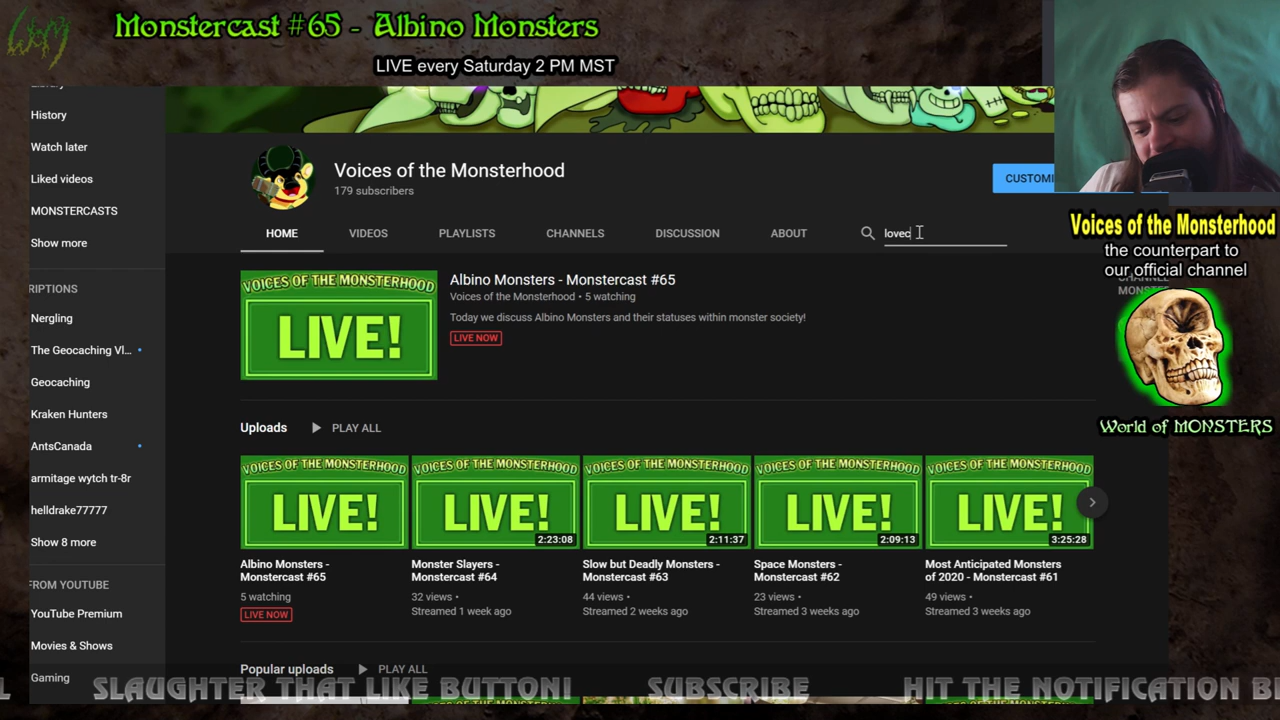 Monstercast #65 - Albino Monsters
LIVE every Saturday 2 PM MST
Library
History
Watch later
Liked videos
MONSTERCASTS
Show more
RIPTIONS
Nergling
The Geocaching Vl...
Geocaching
Kraken Hunters
AntsCanada
armitage wytch tr-8r
helldrake77777
Show 8 more
FROM YOUTUBE
YouTube Premium
Movies & Shows
Gaming
Voices of the Monsterhood
179 subscribers
CUSTOMI
HOME VIDEOS PLAYLISTS CHANNELS DISCUSSION ABOUT lovec
VOICES OF THE MONSTERHOOD
LIVE!
Albino Monsters - Monstercast #65
Voices of the Monsterhood • 5 watching
Today we discuss Albino Monsters and their statuses within monster society!
LIVE NOW
Uploads PLAY ALL
VOICES OF THE MONSTERHOOD
LIVE!
Albino Monsters -
Monstercast #65
5 watching
LIVE NOW
VOICES OF THE MONSTERHOOD
LIVE!
2:23:08
Monster Slayers -
Monstercast #64
32 views •
Streamed 1 week ago
VOICES OF THE MONSTERHOOD
LIVE!
2:11:37
Slow but Deadly Monsters -
Monstercast #63
44 views •
Streamed 2 weeks ago
VOICES OF THE MONSTERHOOD
LIVE!
2:09:13
Space Monsters -
Monstercast #62
23 views •
Streamed 3 weeks ago
VOICES OF THE MONSTERHOOD
LIVE!
3:25:28
Most Anticipated Monsters
of 2020 - Monstercast #61
49 views •
Streamed 3 weeks ago
Popular uploads PLAY ALL
Voices of the Monsterhood
the counterpart to
our official channel
World of MONSTERS
SLAUGHTER THAT LIKE BUTTON! SUBSCRIBE HIT THE NOTIFICATION BE